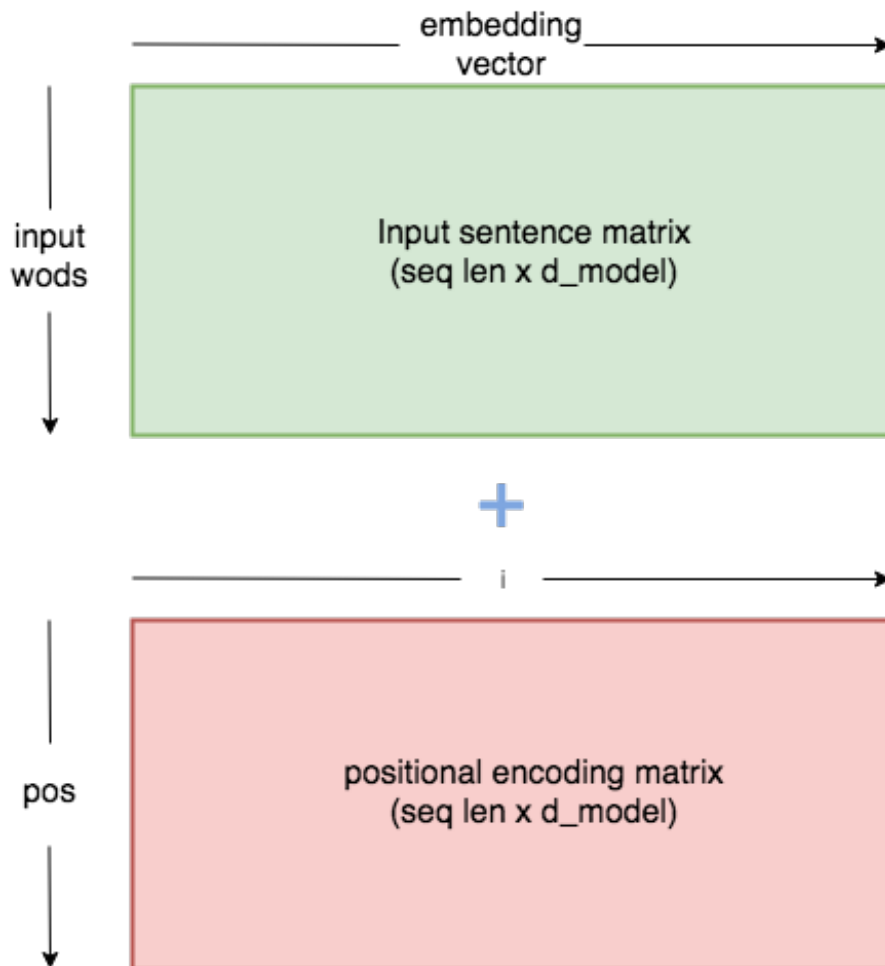 embedding
vector
input
wods
Input sentence matrix
(seq len x d_model)
+
i
pos
positional encoding matrix
(seq len x d_model)